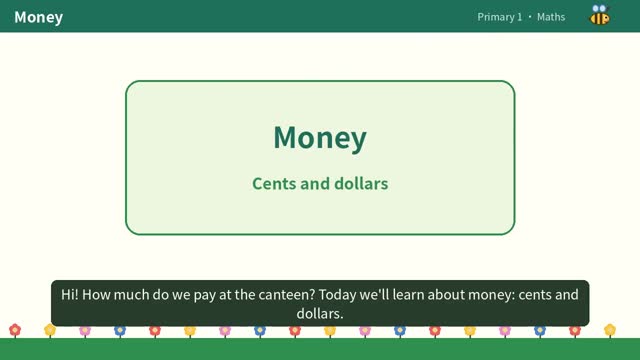 Money
Primary 1 • Maths
Money
Cents and dollars
Hi! How much do we pay at the canteen? Today we'll learn about money: cents and
dollars.